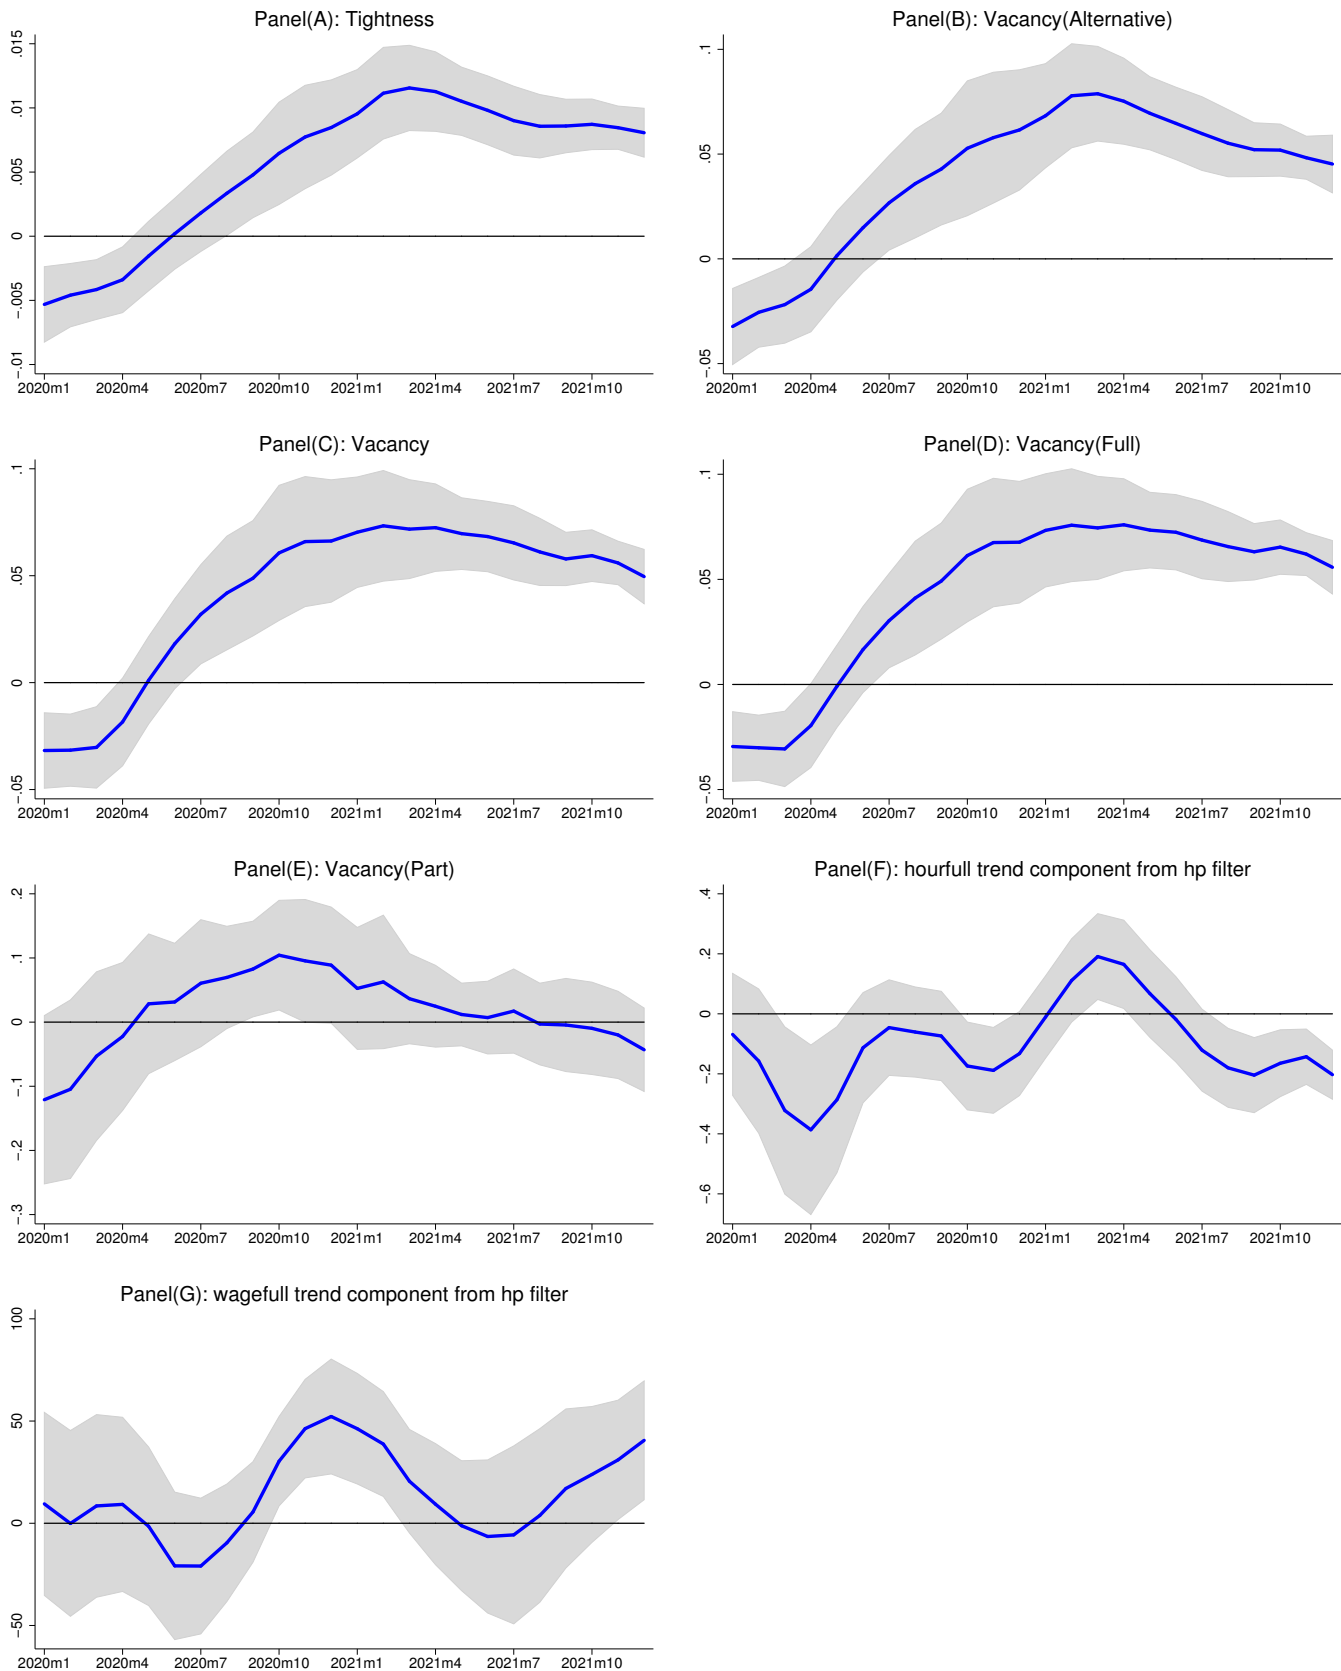 Panel(A): Tightness
.015
.01
.005
0
-.005
-.01
2020m1 2020m4 2020m7 2020m10 2021m1 2021m4 2021m7 2021m10
Panel(B): Vacancy(Alternative)
.1
.05
0
-.05
2020m1 2020m4 2020m7 2020m10 2021m1 2021m4 2021m7 2021m10
Panel(C): Vacancy
.1
.05
0
-.05
2020m1 2020m4 2020m7 2020m10 2021m1 2021m4 2021m7 2021m10
Panel(D): Vacancy(Full)
.1
.05
0
-.05
2020m1 2020m4 2020m7 2020m10 2021m1 2021m4 2021m7 2021m10
Panel(E): Vacancy(Part)
.2
.1
0
-.1
-.2
-.3
2020m1 2020m4 2020m7 2020m10 2021m1 2021m4 2021m7 2021m10
Panel(F): hourfull trend component from hp filter
.4
.2
0
-.2
-.4
-.6
2020m1 2020m4 2020m7 2020m10 2021m1 2021m4 2021m7 2021m10
Panel(G): wagefull trend component from hp filter
100
50
0
-50
2020m1 2020m4 2020m7 2020m10 2021m1 2021m4 2021m7 2021m10